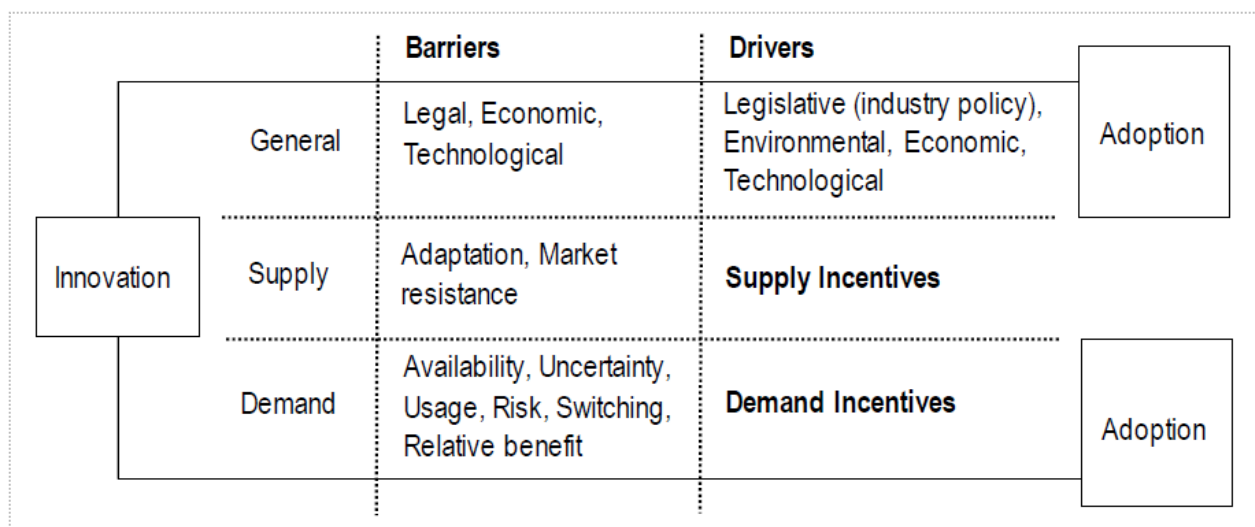 Barriers
Drivers
General
Legal, Economic,
Technological
Legislative (industry policy),
Environmental, Economic,
Technological
Adoption
Innovation
Supply
Adaptation, Market
resistance
Supply Incentives
Demand
Availability, Uncertainty,
Usage, Risk, Switching,
Relative benefit
Demand Incentives
Adoption